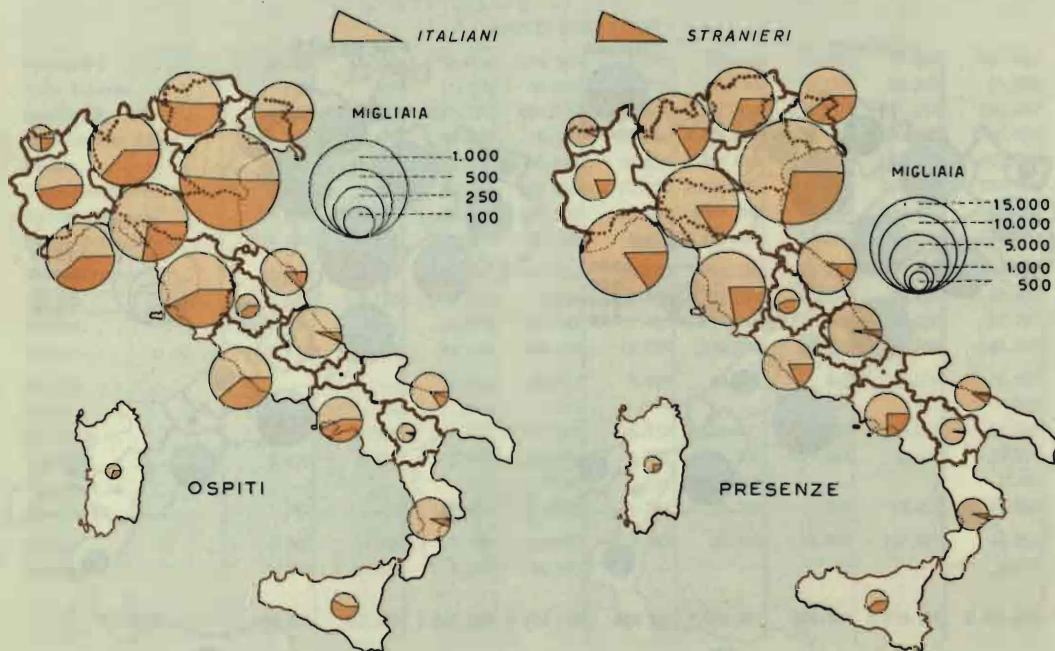 ITALIANI
STRANIERI
MIGLIAIA
1.000
500
250
100
OSPITI
MIGLIAIA
15.000
10.000
5.000
1.000
500
PRESENZE